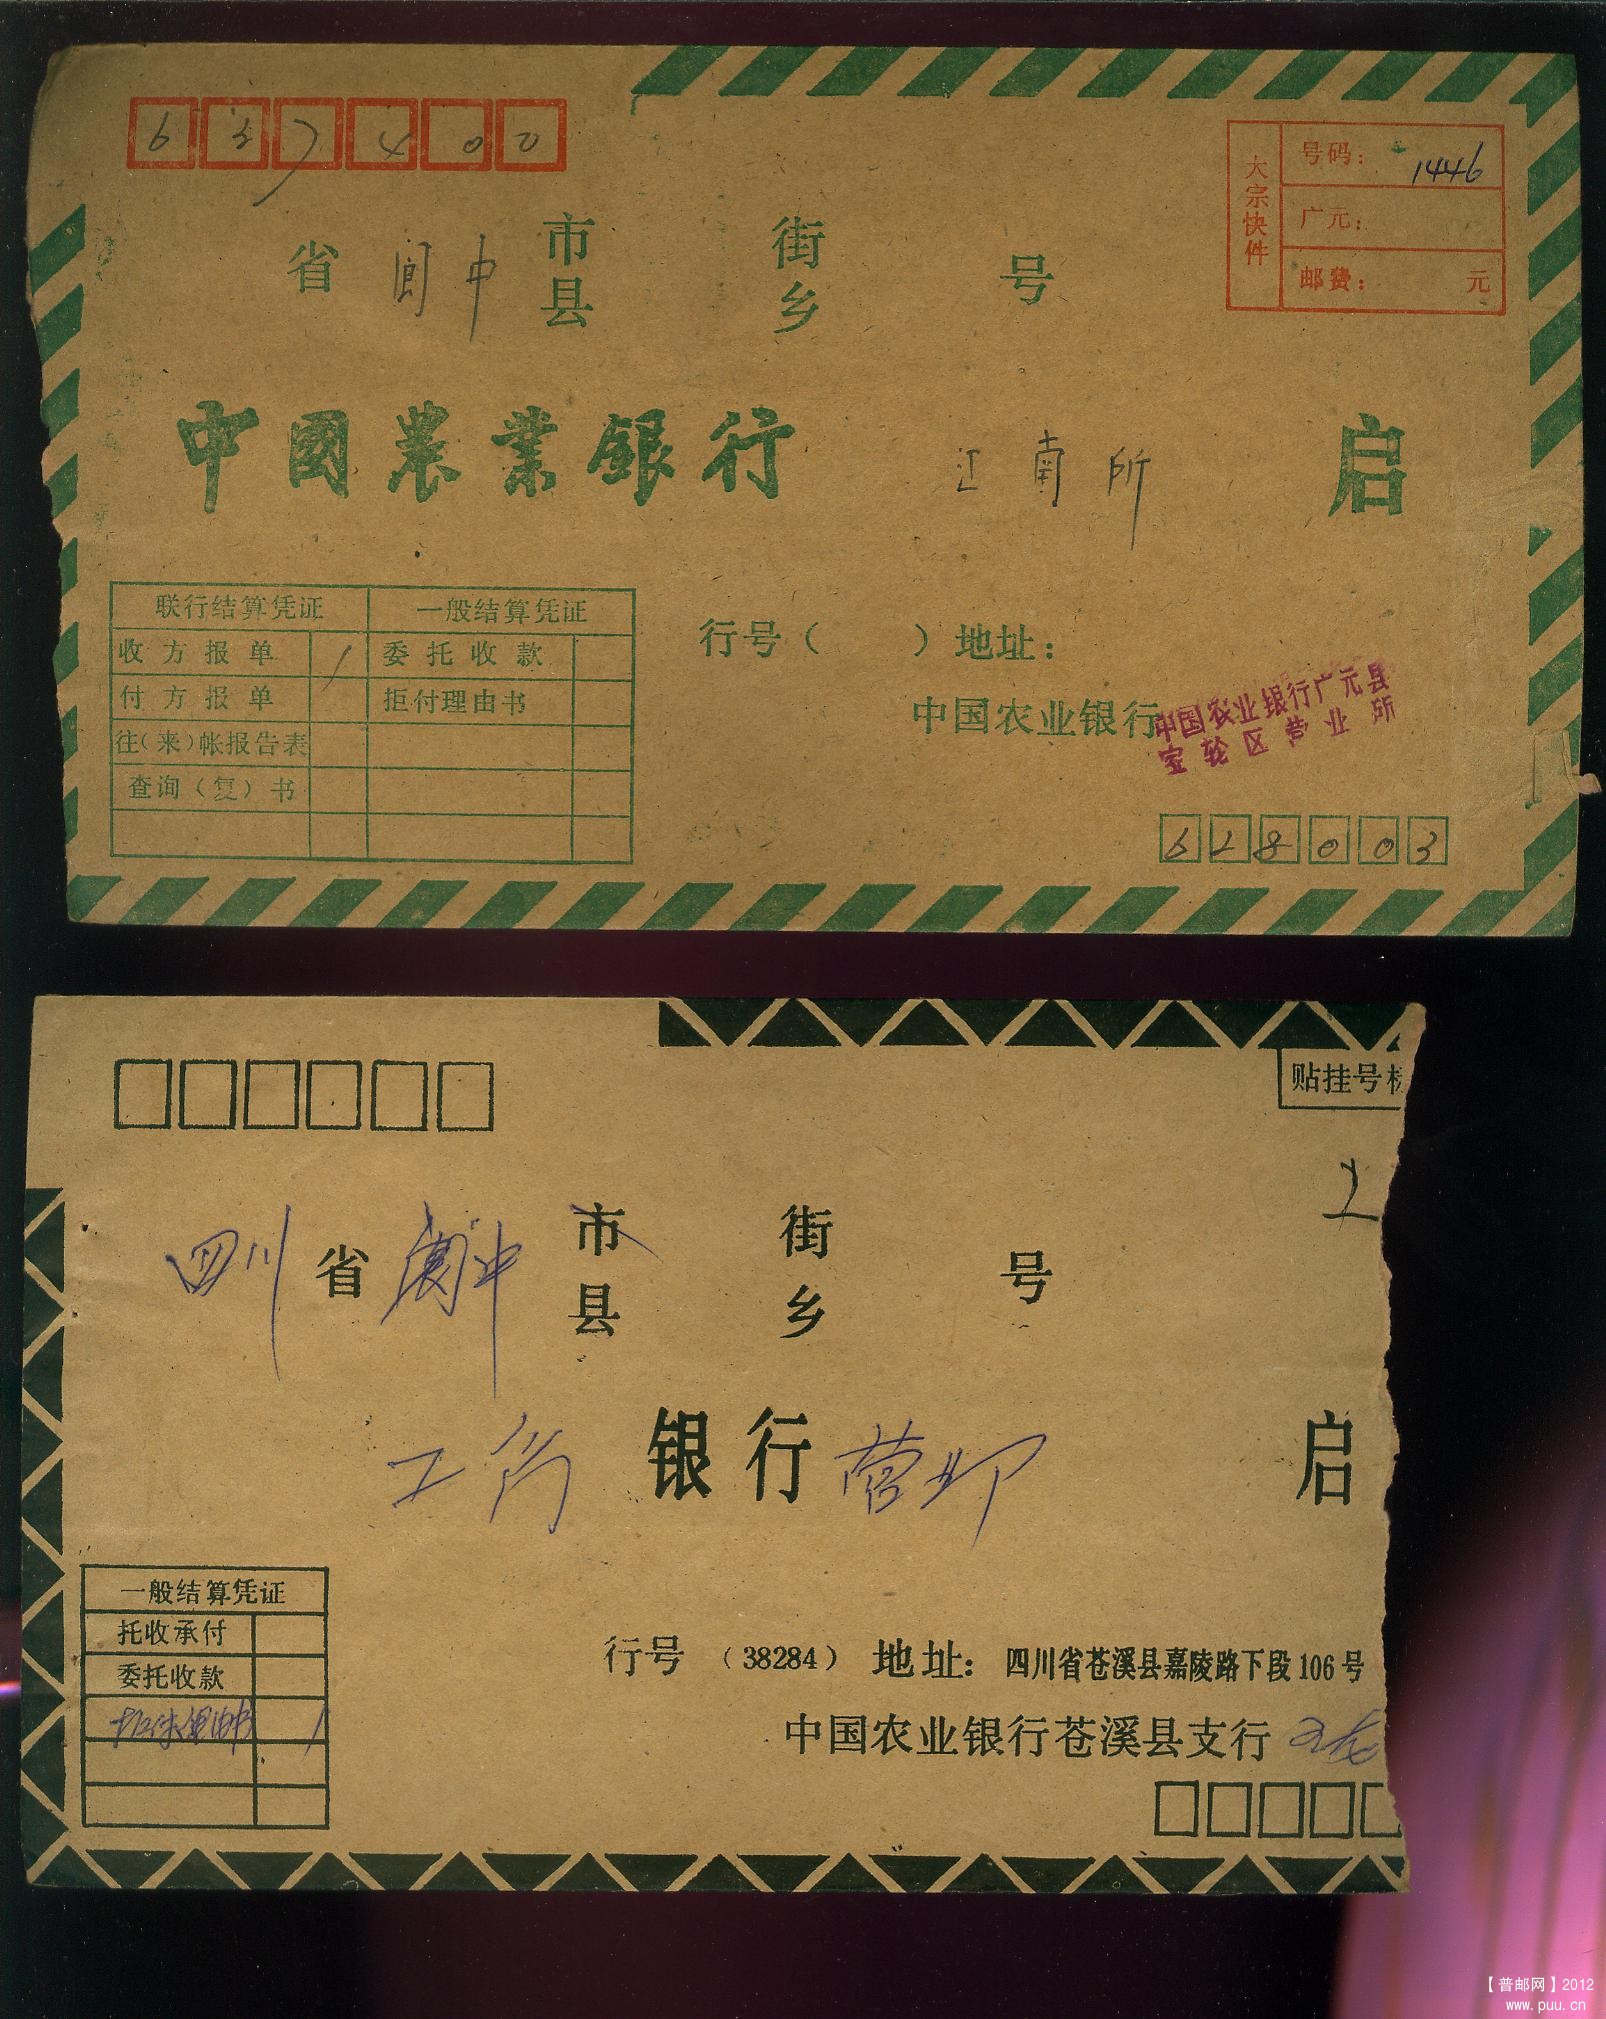 637400
大宗快件
号码： 1446
广元：
邮费： 元
省 阆中 市县 街乡 号
中國農業銀行 江南所 启
联行结算凭证 一般结算凭证
收方报单 / 委托收款
付方报单 拒付理由书
往（来）帐报告表
查询（复）书
行号（ ）地址：
中国农业银行
中国农业银行广元县
宝轮区营业所
628003
贴挂号
四川 省 阆中 市县 街乡 号
工行 银行 营业 启
一般结算凭证
托收承付
委托收款
行号（38284）地址：四川省苍溪县嘉陵路下段106号
中国农业银行苍溪县支行
【普邮网】2012
www.puu.cn